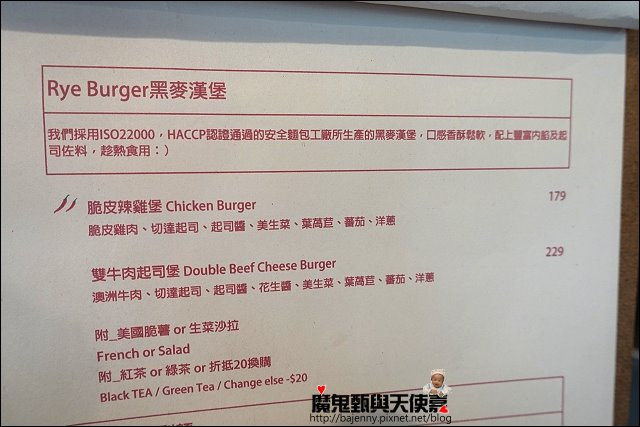 Rye Burger黑麥漢堡
我們採用ISO22000，HACCP認證通過的安全麵包工廠所生產的黑麥漢堡，口感香酥鬆軟，配上豐富內餡及起
司佐料，趁熱食用：）
脆皮辣雞堡 Chicken Burger 179
脆皮雞肉、切達起司、起司醬、美生菜、葉萵苣、蕃茄、洋蔥
雙牛肉起司堡 Double Beef Cheese Burger 229
澳洲牛肉、切達起司、起司醬、花生醬、美生菜、葉萵苣、蕃茄、洋蔥
附_美國脆薯 or 生菜沙拉
French or Salad
附_紅茶 or 綠茶 or 折抵20換購
Black TEA / Green Tea / Change else -$20
魔鬼甄與天使嘉
http://bajenny.pixnet.net/blog